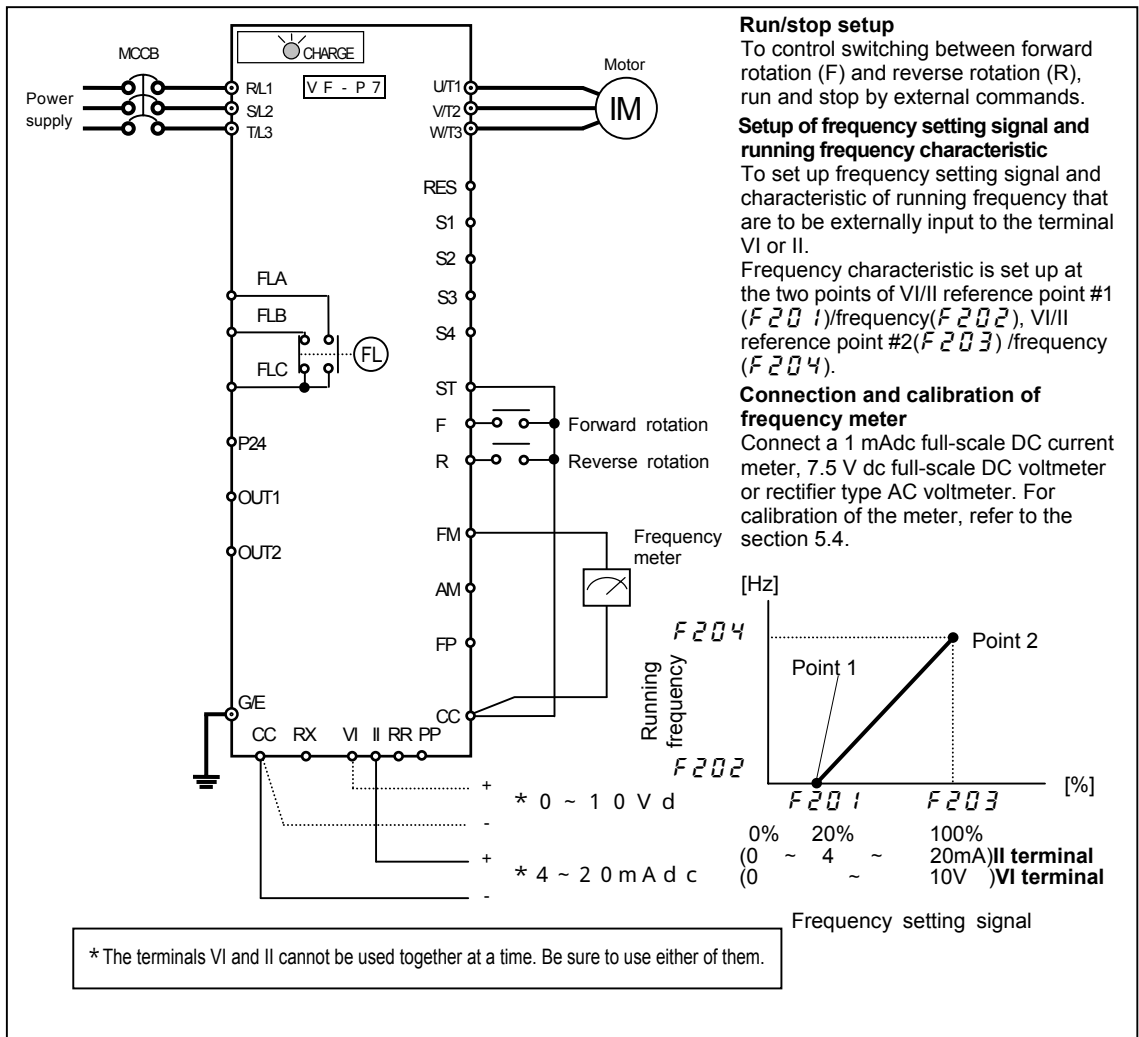 CHARGE
MCCB
V F - P 7
Motor
Power
supply
R/L1
S/L2
T/L3
U/T1
V/T2
W/T3
IM
RES
S1
S2
S3
S4
FLA
FLB
FLC
FL
ST
F
Forward rotation
R
Reverse rotation
P24
OUT1
OUT2
FM
Frequency
meter
AM
FP
G/E
CC
CC RX VI II RR PP
+
* 0 ~ 1 0 V d
-
+
* 4 ~ 2 0 m A d c
-
Run/stop setup
To control switching between forward
rotation (F) and reverse rotation (R),
run and stop by external commands.
Setup of frequency setting signal and
running frequency characteristic
To set up frequency setting signal and
characteristic of running frequency that
are to be externally input to the terminal
VI or II.
Frequency characteristic is set up at
the two points of VI/II reference point #1
(F201)/frequency(F202), VI/II
reference point #2(F203) /frequency
(F204).
Connection and calibration of
frequency meter
Connect a 1 mAdc full-scale DC current
meter, 7.5 V dc full-scale DC voltmeter
or rectifier type AC voltmeter. For
calibration of the meter, refer to the
section 5.4.
[Hz]
F204
Point 2
Point 1
Running
frequency
F202
[%]
F201 F203
0% 20% 100%
(0 ~ 4 ~ 20mA)II terminal
(0 ~ 10V )VI terminal
Frequency setting signal
* The terminals VI and II cannot be used together at a time. Be sure to use either of them.